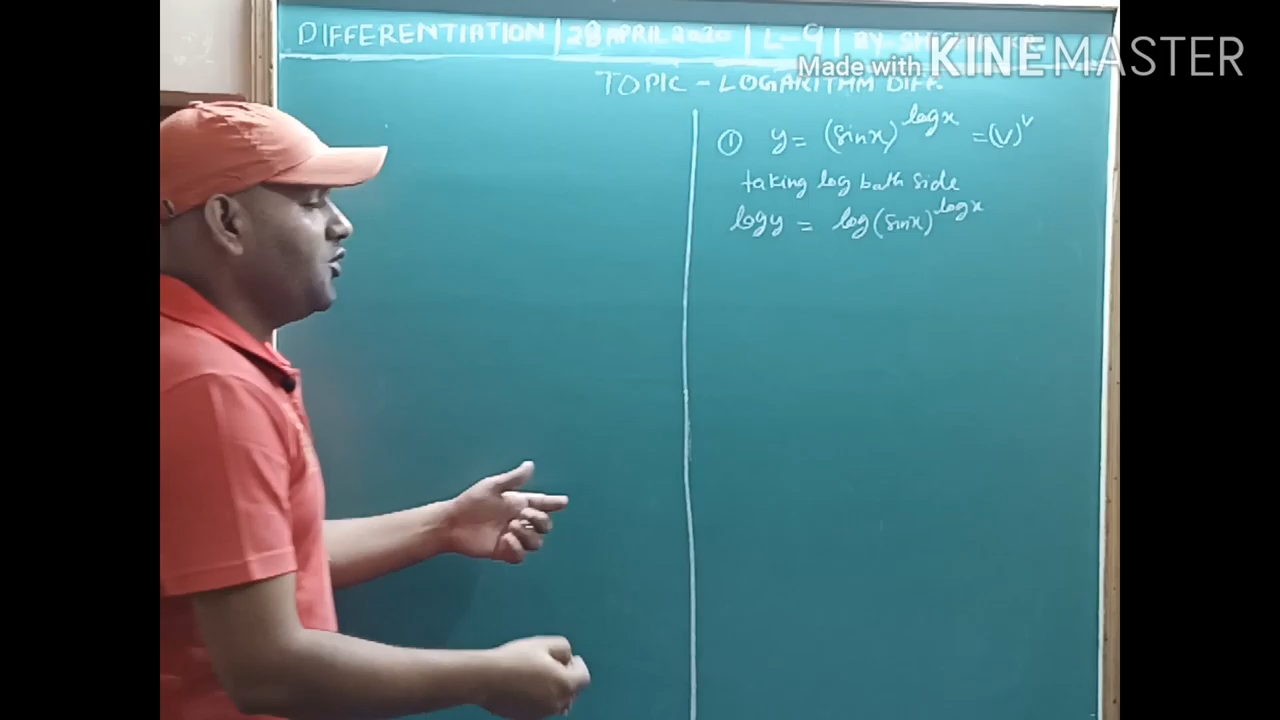 DIFFERENTIATION | 28 APRIL 2020 | L-9 | BY
Made with KINEMASTER
TOPIC - LOGARITHM DIFF.
① y = (sinx)^logx = (v)^v
taking log bath side
logy = log(sinx)^logx